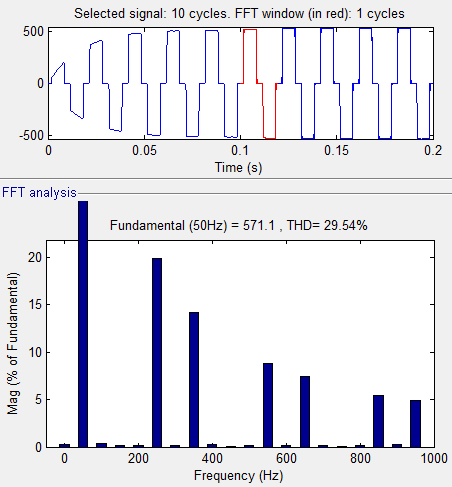 Selected signal: 10 cycles. FFT window (in red): 1 cycles
500
0
-500
0 0.05 0.1 0.15 0.2
Time (s)
FFT analysis
Fundamental (50Hz) = 571.1 , THD= 29.54%
20
15
10
5
0
Mag (% of Fundamental)
0 200 400 600 800 1000
Frequency (Hz)